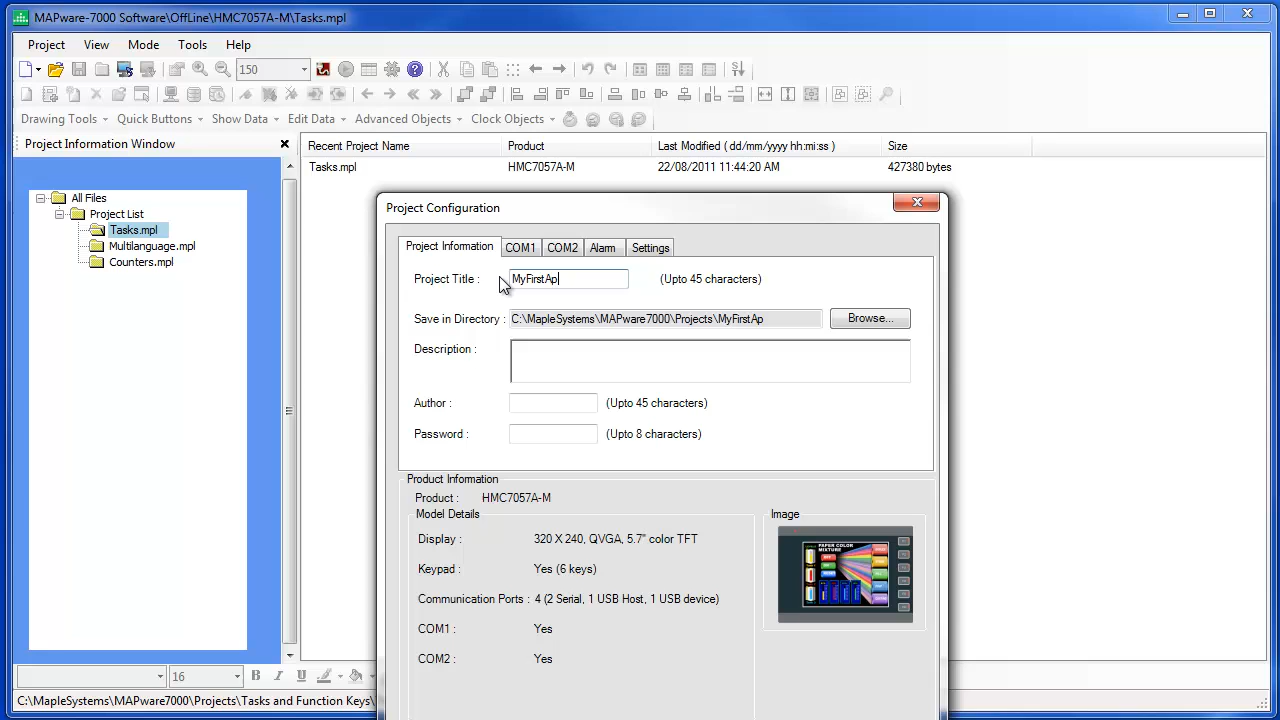 MAPware-7000 Software\OffLine\HMC7057A-M\Tasks.mpl
Project View Mode Tools Help
150
Drawing Tools Quick Buttons Show Data Edit Data Advanced Objects Clock Objects
Project Information Window
Recent Project Name Product Last Modified ( dd/mm/yyyy hh:mi:ss ) Size
Tasks.mpl HMC7057A-M 22/08/2011 11:44:20 AM 427380 bytes
All Files
Project List
Tasks.mpl
Multilanguage.mpl
Counters.mpl
Project Configuration
Project Information COM1 COM2 Alarm Settings
Project Title : MyFirstAp (Upto 45 characters)
Save in Directory : C:\MapleSystems\MAPware7000\Projects\MyFirstAp Browse...
Description :
Author : (Upto 45 characters)
Password : (Upto 8 characters)
Product Information
Product : HMC7057A-M
Model Details
Image
Display : 320 X 240, QVGA, 5.7" color TFT
Keypad : Yes (6 keys)
Communication Ports : 4 (2 Serial, 1 USB Host, 1 USB device)
COM1 : Yes
COM2 : Yes
PAPER COLOR
MIXTURE
16 B I U
C:\MapleSystems\MAPware7000\Projects\Tasks and Function Keys\